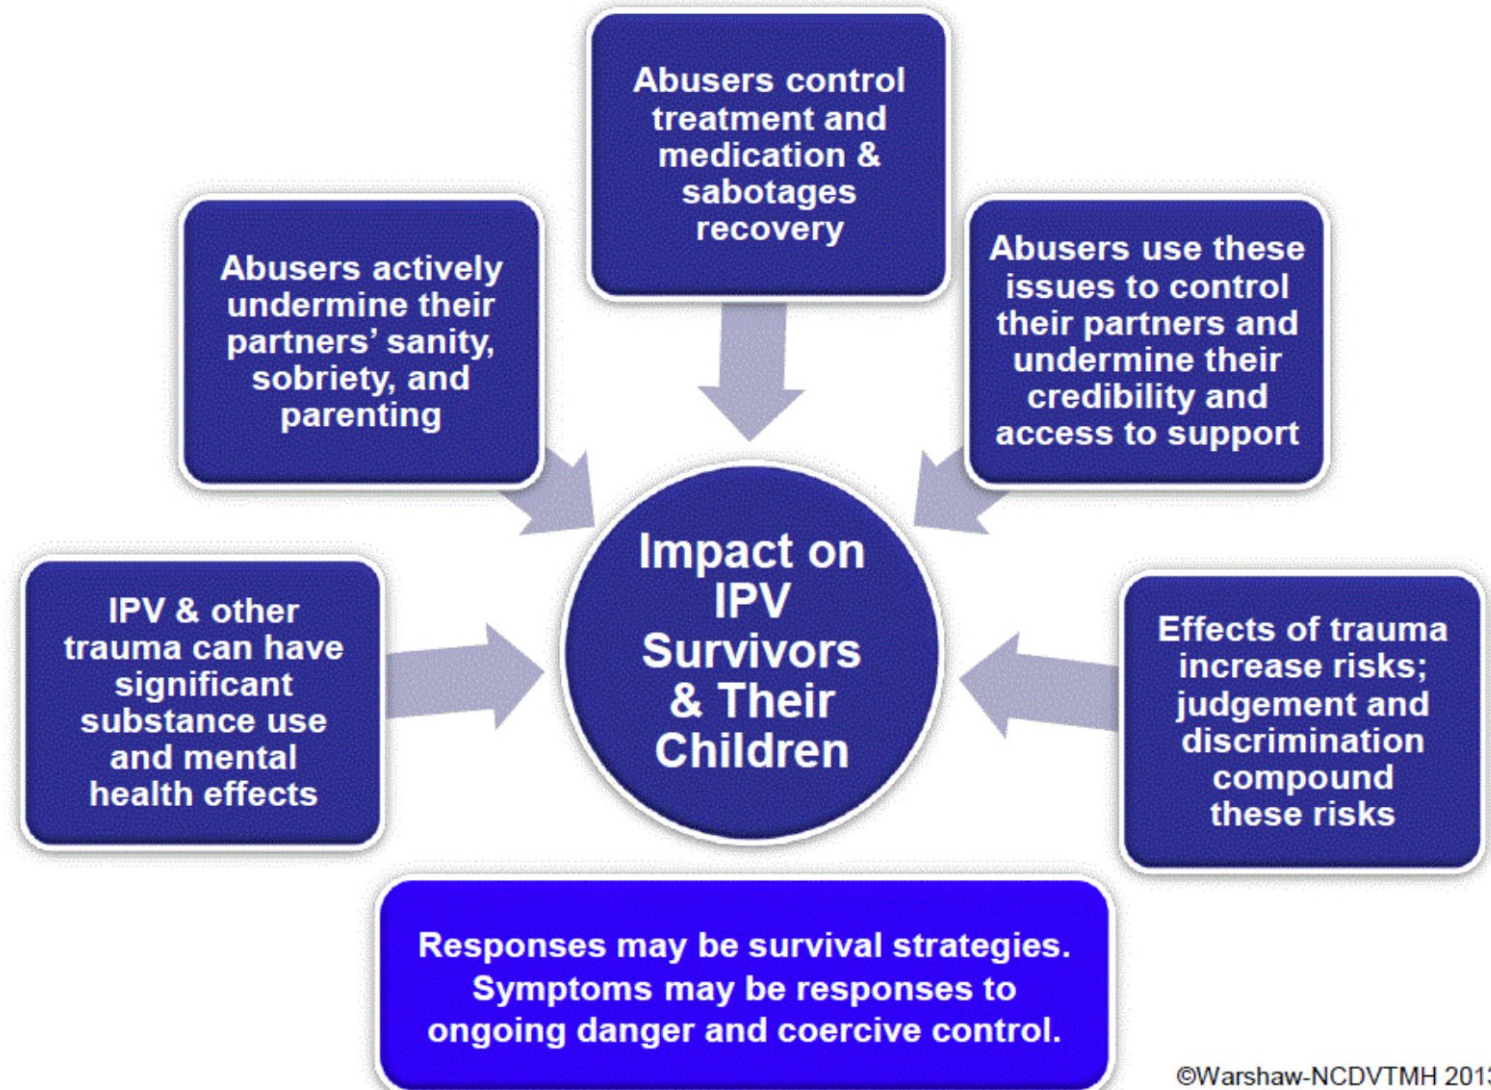 Abusers control
treatment and
medication &
sabotages
recovery
Abusers actively
undermine their
partners’ sanity,
sobriety, and
parenting
Abusers use these
issues to control
their partners and
undermine their
credibility and
access to support
IPV & other
trauma can have
significant
substance use
and mental
health effects
Impact on
IPV
Survivors
& Their
Children
Effects of trauma
increase risks;
judgement and
discrimination
compound
these risks
Responses may be survival strategies.
Symptoms may be responses to
ongoing danger and coercive control.
©Warshaw-NCDVTMH 2013